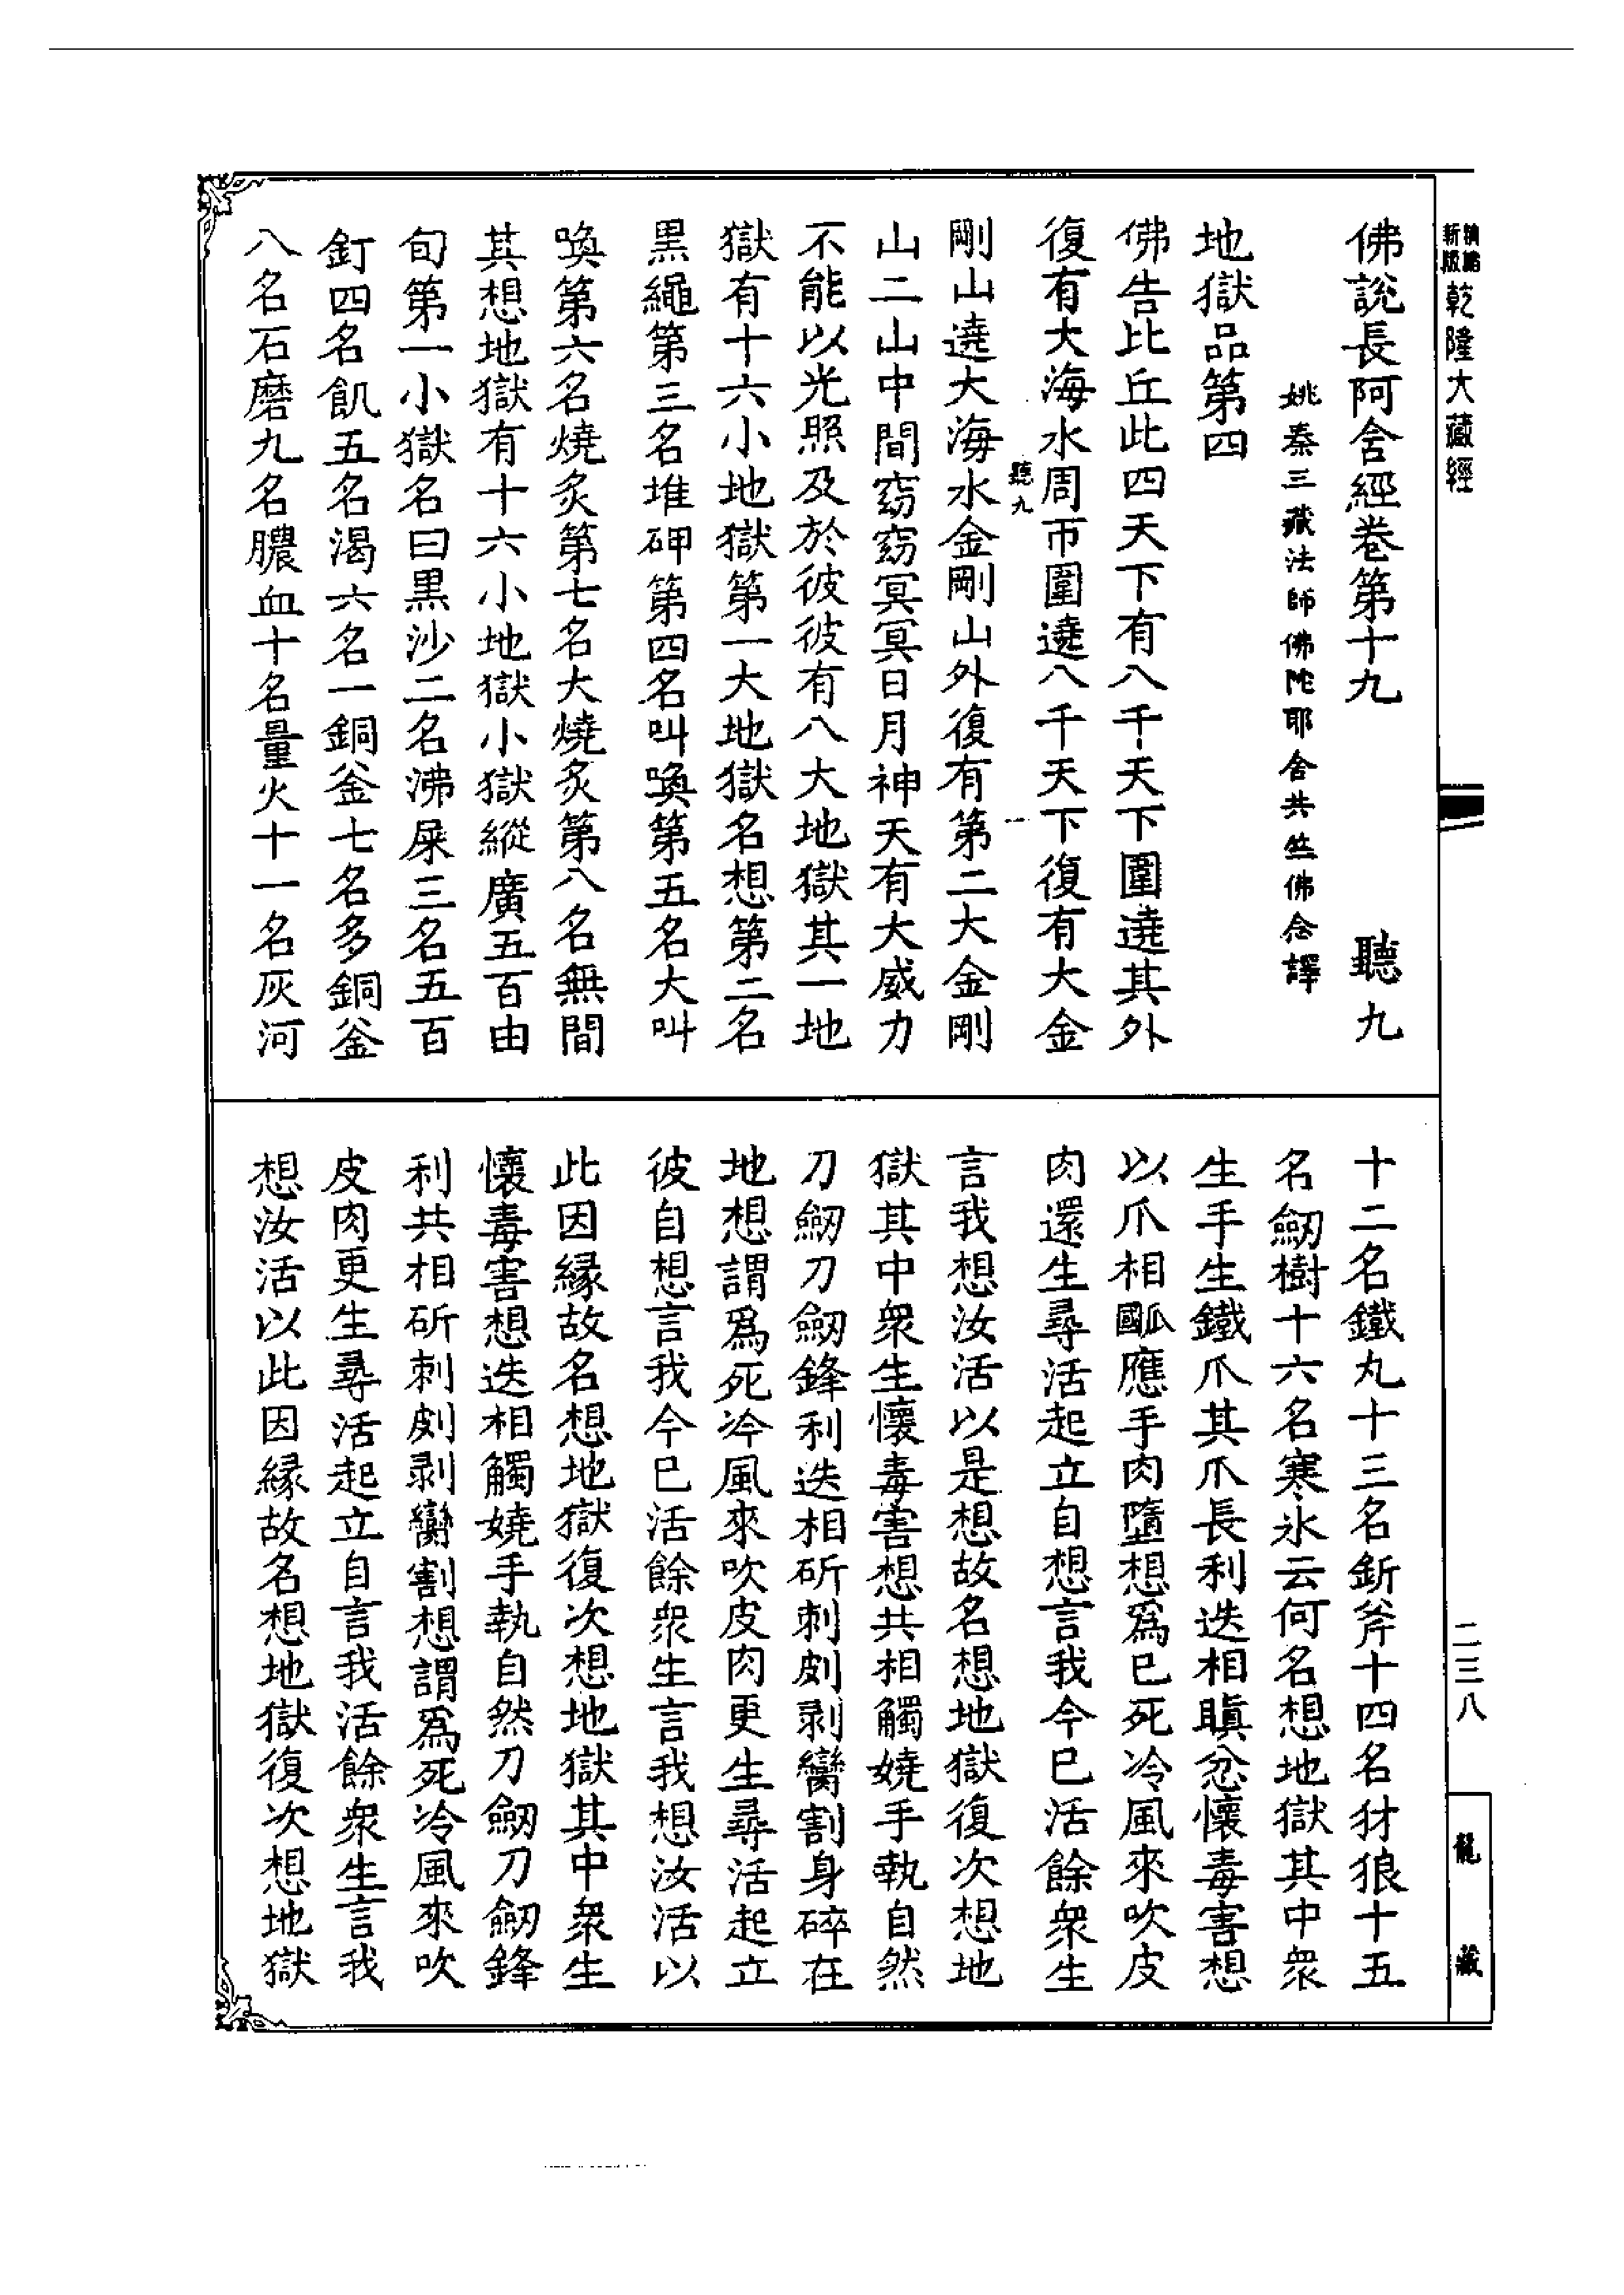 精縮新版乾隆大藏經
佛說長阿含經卷第十九　聽九
姚秦三藏法師佛陀耶舍共竺佛念譯
地獄品第四
佛告比丘此四天下有八千天下圍遶其外
復有大海水周帀圍遶八千天下復有大金
聽九　一
剛山遶大海水金剛山外復有第二大金剛
山二山中間窈窈冥冥日月神天有大威力
不能以光照及於彼彼有八大地獄其一地
獄有十六小地獄第一大地獄名想第二名
黑繩第三名堆砰第四名叫喚第五名大叫
喚第六名燒炙第七名大燒炙第八名無間
其想地獄有十六小地獄小獄縱廣五百由
旬第一小獄名曰黑沙二名沸屎三名五百
釘四名飢五名渴六名一銅釜七名多銅釜
八名石磨九名膿血十名量火十一名灰河
十二名鐵丸十三名釿斧十四名犲狼十五
名劒樹十六名寒氷云何名想地獄其中衆
生手生鐵爪其爪長利迭相瞋忿懷毒害想
以爪相䤋應手肉墮想爲已死冷風來吹皮
肉還生尋活起立自想言我今已活餘衆生
言我想汝活以是想故名想地獄復次想地
獄其中衆生懷毒害想共相觸嬈手執自然
刀劒刀劒鋒利迭相斫刺剫剥臠割身碎在
地想謂爲死冷風來吹皮肉更生尋活起立
彼自想言我今已活餘衆生言我想汝活以
此因緣故名想地獄復次想地獄其中衆生
懷毒害想迭相觸嬈手執自然刀劒刀劒鋒
利共相斫刺剫剥臠割想謂爲死冷風來吹
皮肉更生尋活起立自言我活餘衆生言我
想汝活以此因緣故名想地獄復次想地獄
二三八
龍藏